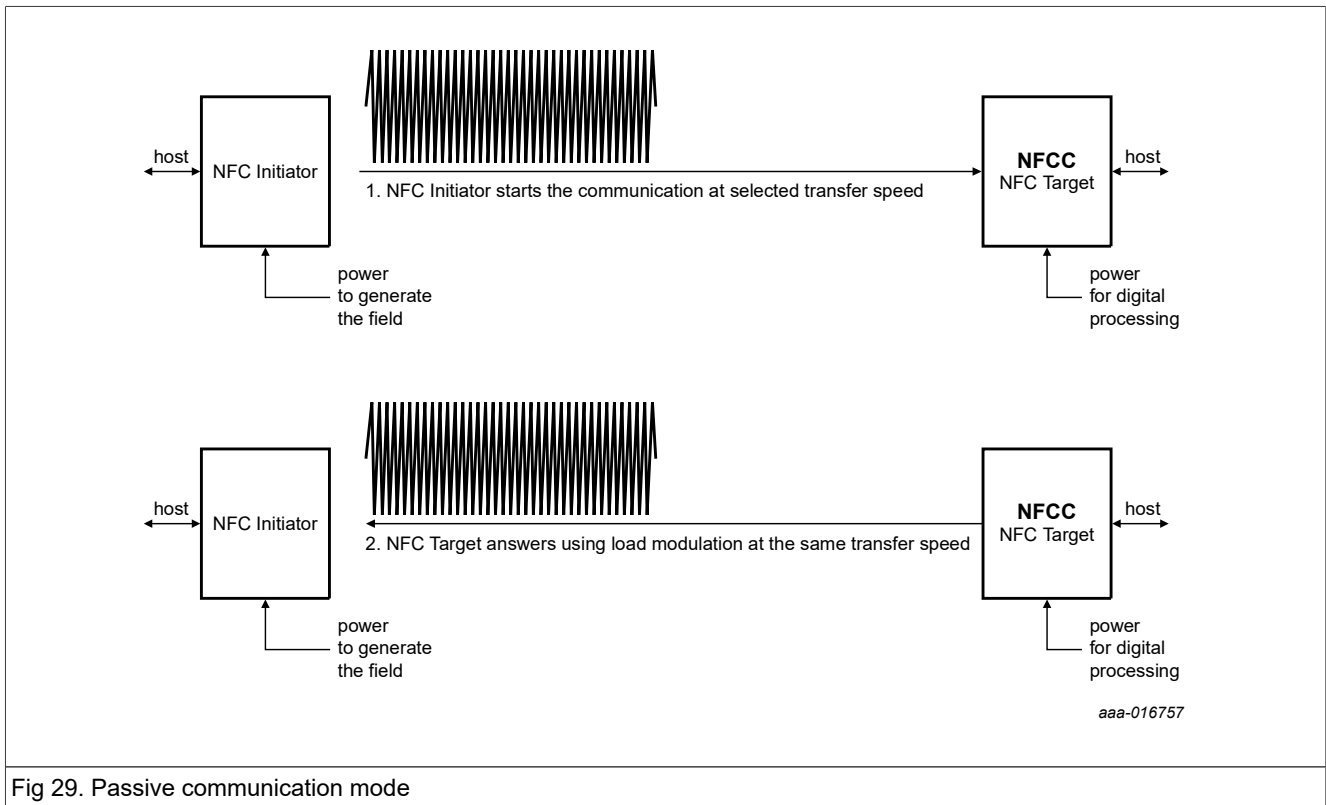 host
NFC Initiator
1. NFC Initiator starts the communication at selected transfer speed
NFCC
NFC Target
host
power
to generate
the field
power
for digital
processing
host
NFC Initiator
2. NFC Target answers using load modulation at the same transfer speed
NFCC
NFC Target
host
power
to generate
the field
power
for digital
processing
aaa-016757
Fig 29. Passive communication mode